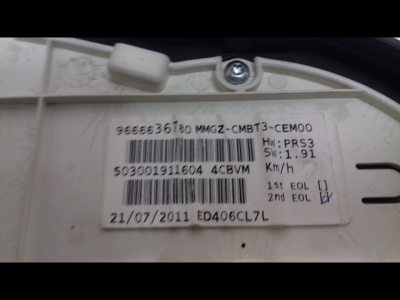 9666636780 MMGZ-CMBT3-CEM00
HW:PRS3
SW:1.91
503001911604 4CBVM
Km/h
1st EOL []
2nd EOL []
21/07/2011 ED406CL7L